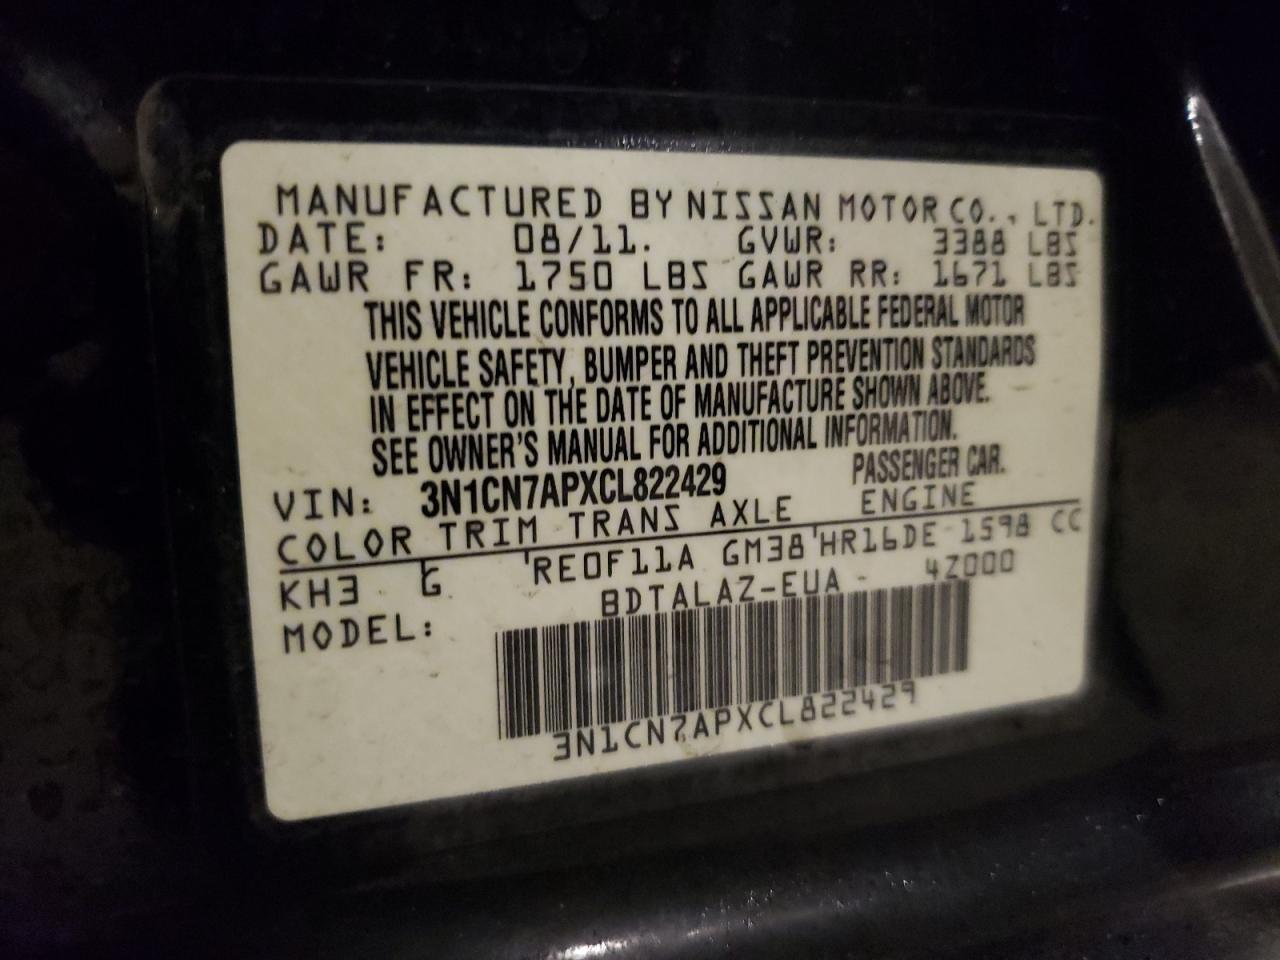 MANUFACTURED BY NISSAN MOTOR CO., LTD.
DATE: 08/11. GVWR: 3388 LBS
GAWR FR: 1750 LBS GAWR RR: 1671 LBS
THIS VEHICLE CONFORMS TO ALL APPLICABLE FEDERAL MOTOR
VEHICLE SAFETY, BUMPER AND THEFT PREVENTION STANDARDS
IN EFFECT ON THE DATE OF MANUFACTURE SHOWN ABOVE.
SEE OWNER'S MANUAL FOR ADDITIONAL INFORMATION.
VIN: 3N1CN7APXCL822429 PASSENGER CAR.
COLOR TRIM TRANS AXLE ENGINE
KH3 G RE0F11A GM38 HR16DE 1598 CC
MODEL: BDTALAZ-EUA - 4Z000
3N1CN7APXCL822429